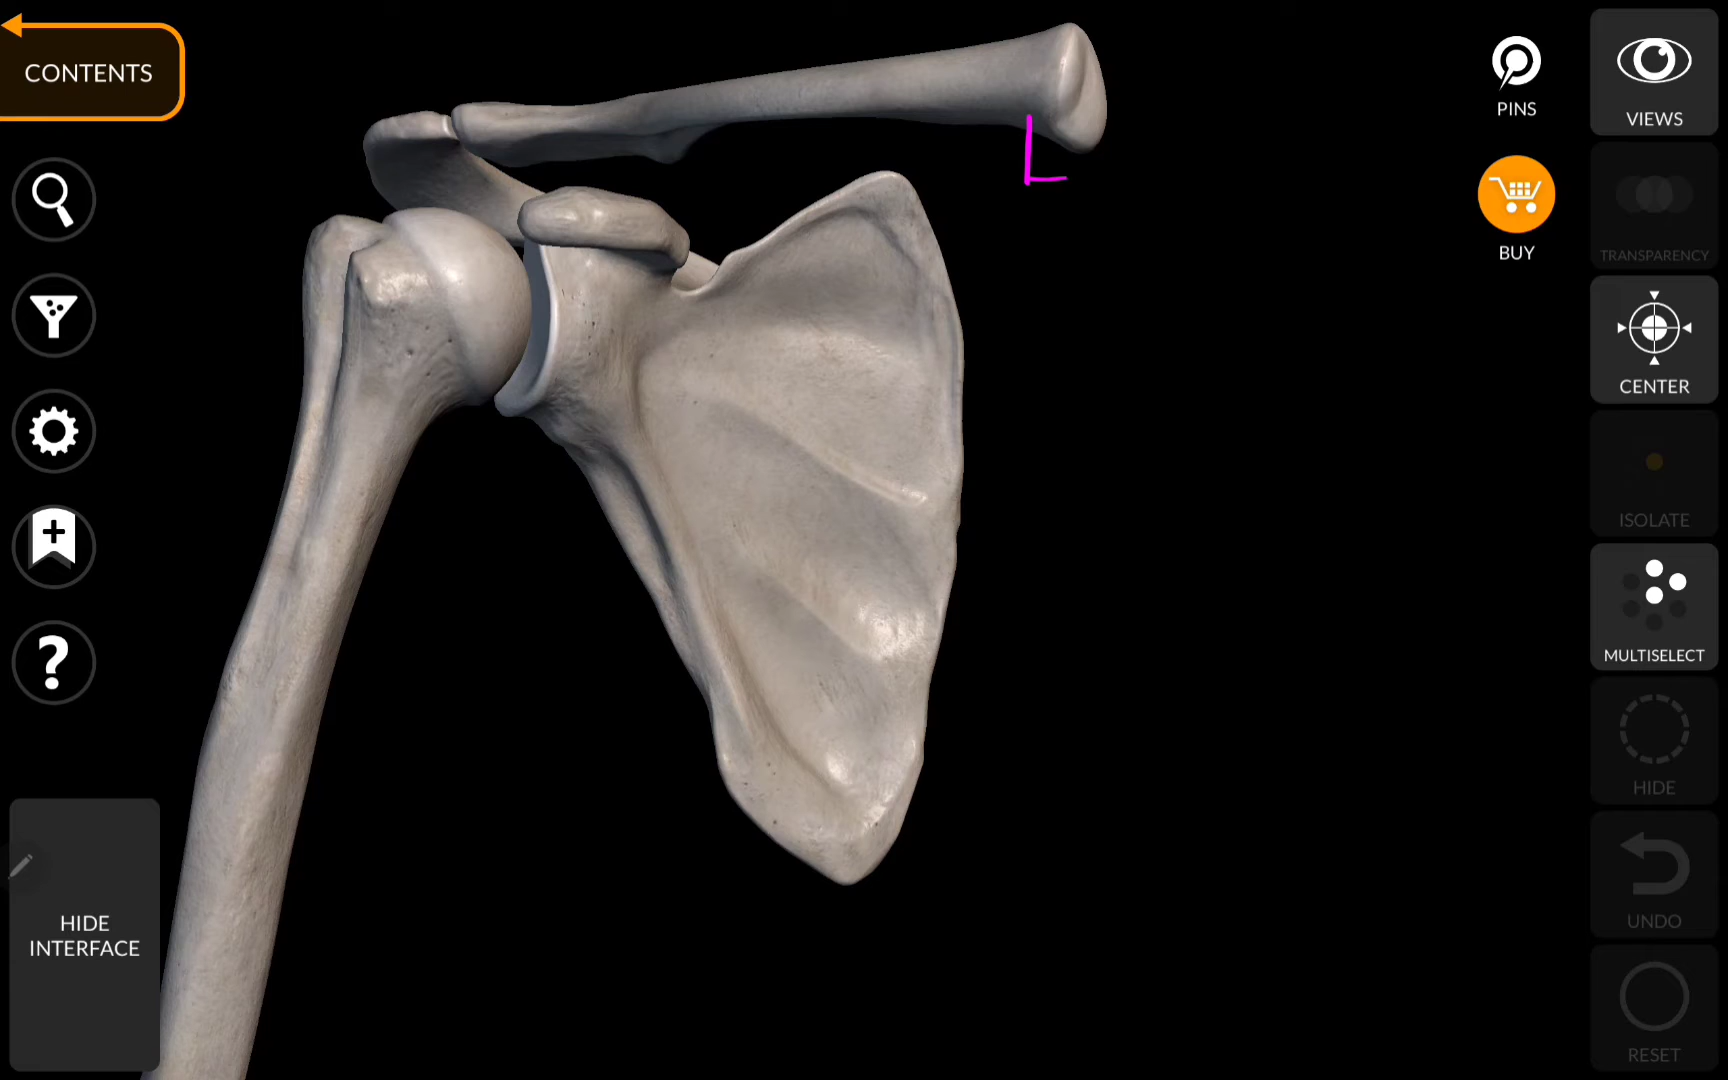 CONTENTS
PINS
BUY
VIEWS
TRANSPARENCY
CENTER
ISOLATE
MULTISELECT
HIDE
UNDO
RESET
HIDE
INTERFACE
L